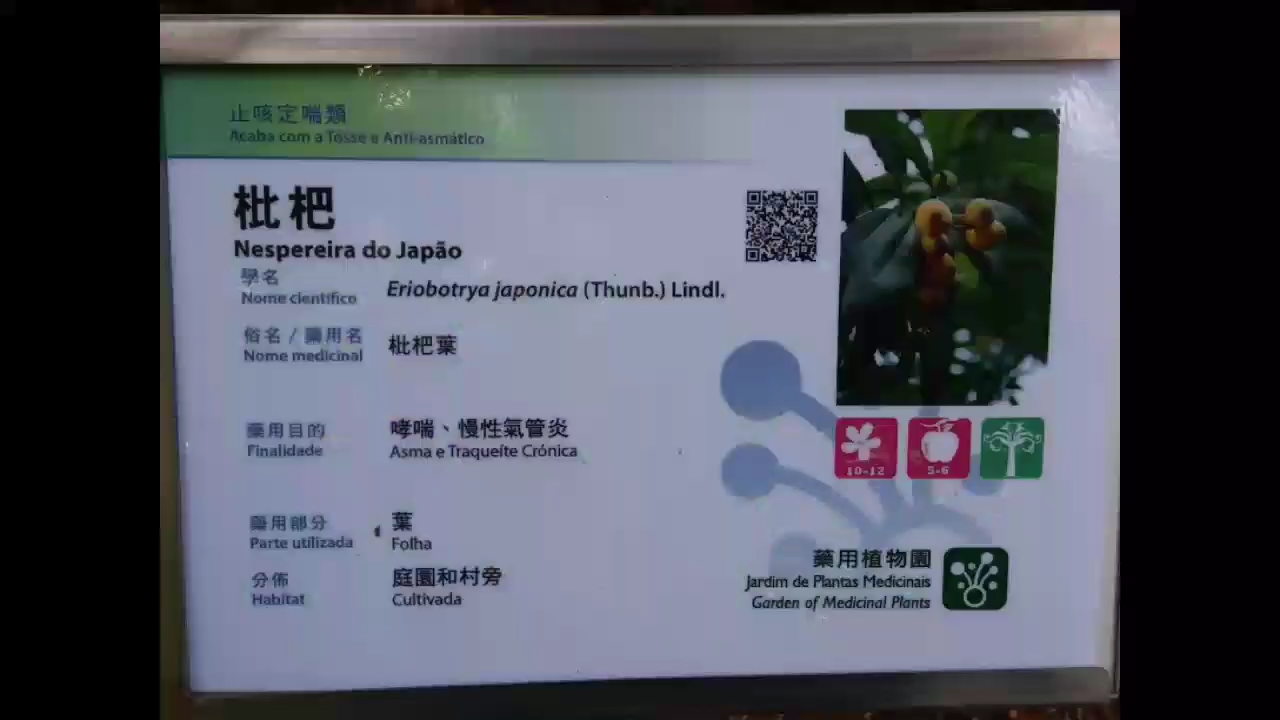 止咳定喘類
Acaba com a Tosse e Anti-asmático
枇杷
Nespereira do Japão
學名
Nome científico
Eriobotrya japonica (Thunb.) Lindl.
俗名 / 藥用名
Nome medicinal
枇杷葉
藥用目的
Finalidade
哮喘、慢性氣管炎
Asma e Traqueíte Crónica
藥用部分
Parte utilizada
葉
Folha
分佈
Habitat
庭園和村旁
Cultivada
10-12
5-6
藥用植物園
Jardim de Plantas Medicinais
Garden of Medicinal Plants